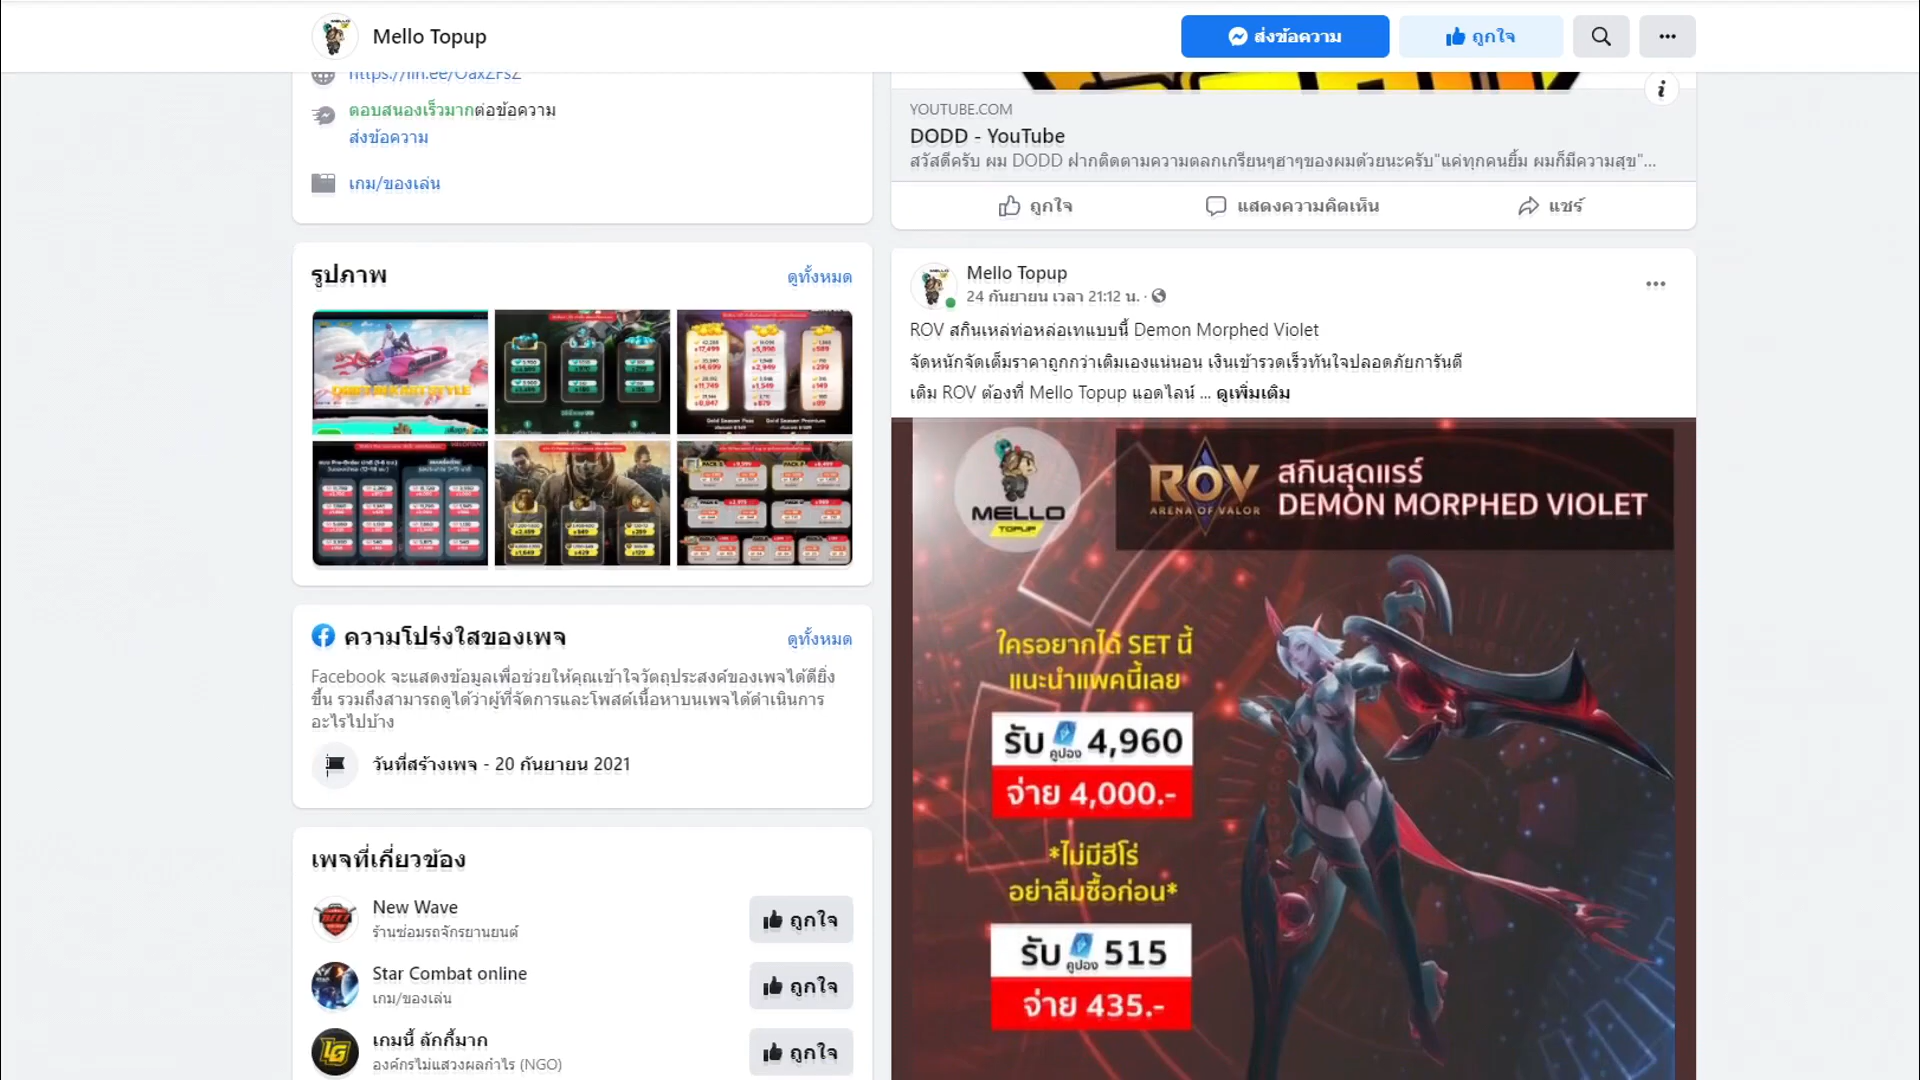 Mello Topup
ส่งข้อความ
ถูกใจ
https://lin.ee/OaxZFsZ
ตอบสนองเร็วมากต่อข้อความ
ส่งข้อความ
เกม/ของเล่น
รูปภาพ
ดูทั้งหมด
ความโปร่งใสของเพจ
ดูทั้งหมด
Facebook จะแสดงข้อมูลเพื่อช่วยให้คุณเข้าใจวัตถุประสงค์ของเพจได้ดียิ่ง
ขึ้น รวมถึงสามารถดูได้ว่าผู้ที่จัดการและโพสต์เนื้อหาบนเพจได้ดำเนินการ
อะไรไปบ้าง
วันที่สร้างเพจ - 20 กันยายน 2021
เพจที่เกี่ยวข้อง
New Wave
ร้านซ่อมรถจักรยานยนต์
ถูกใจ
Star Combat online
เกม/ของเล่น
ถูกใจ
เกมนี้ ลักกี้มาก
องค์กรไม่แสวงผลกำไร (NGO)
ถูกใจ
YOUTUBE.COM
DODD - YouTube
สวัสดีครับ ผม DODD ฝากติดตามความตลกเกรียนๆฮาๆของผมด้วยนะครับ"แค่ทุกคนยิ้ม ผมก็มีความสุข"...
ถูกใจ
แสดงความคิดเห็น
แชร์
Mello Topup
24 กันยายน เวลา 21:12 น. ·
ROV สกินเหล่ท่อหล่อเทแบบนี้ Demon Morphed Violet
จัดหนักจัดเต็มราคาถูกกว่าเติมเองแน่นอน เงินเข้ารวดเร็วทันใจปลอดภัยการันตี
เติม ROV ต้องที่ Mello Topup แอดไลน์ ... ดูเพิ่มเติม
MELLO
TOPUP
ROV
ARENA OF VALOR
สกินสุดแรร์
DEMON MORPHED VIOLET
ใครอยากได้ SET นี้
แนะนำแพคนี้เลย
รับ คูปอง 4,960
จ่าย 4,000.-
*ไม่มีฮีโร่
อย่าลืมซื้อก่อน*
รับ คูปอง 515
จ่าย 435.-